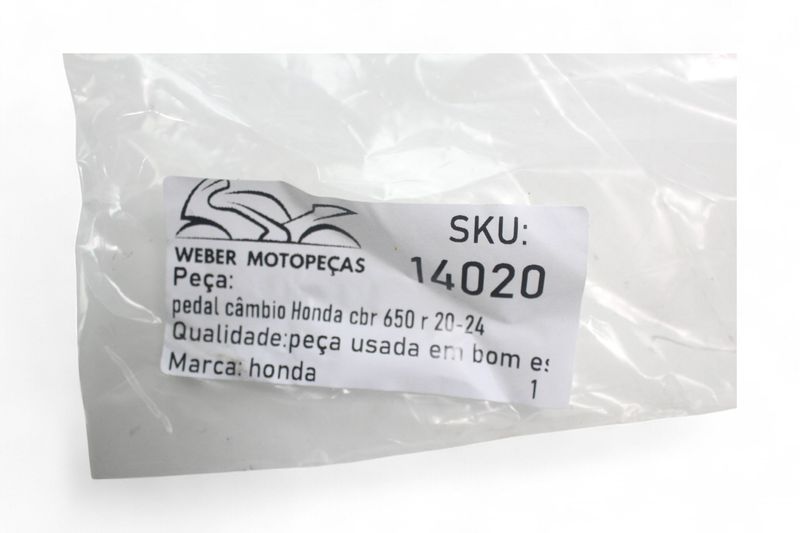 WEBER MOTOPEÇAS
SKU:
14020
Peça:
pedal câmbio Honda cbr 650 r 20-24
Qualidade:peça usada em bom es
Marca: honda
1